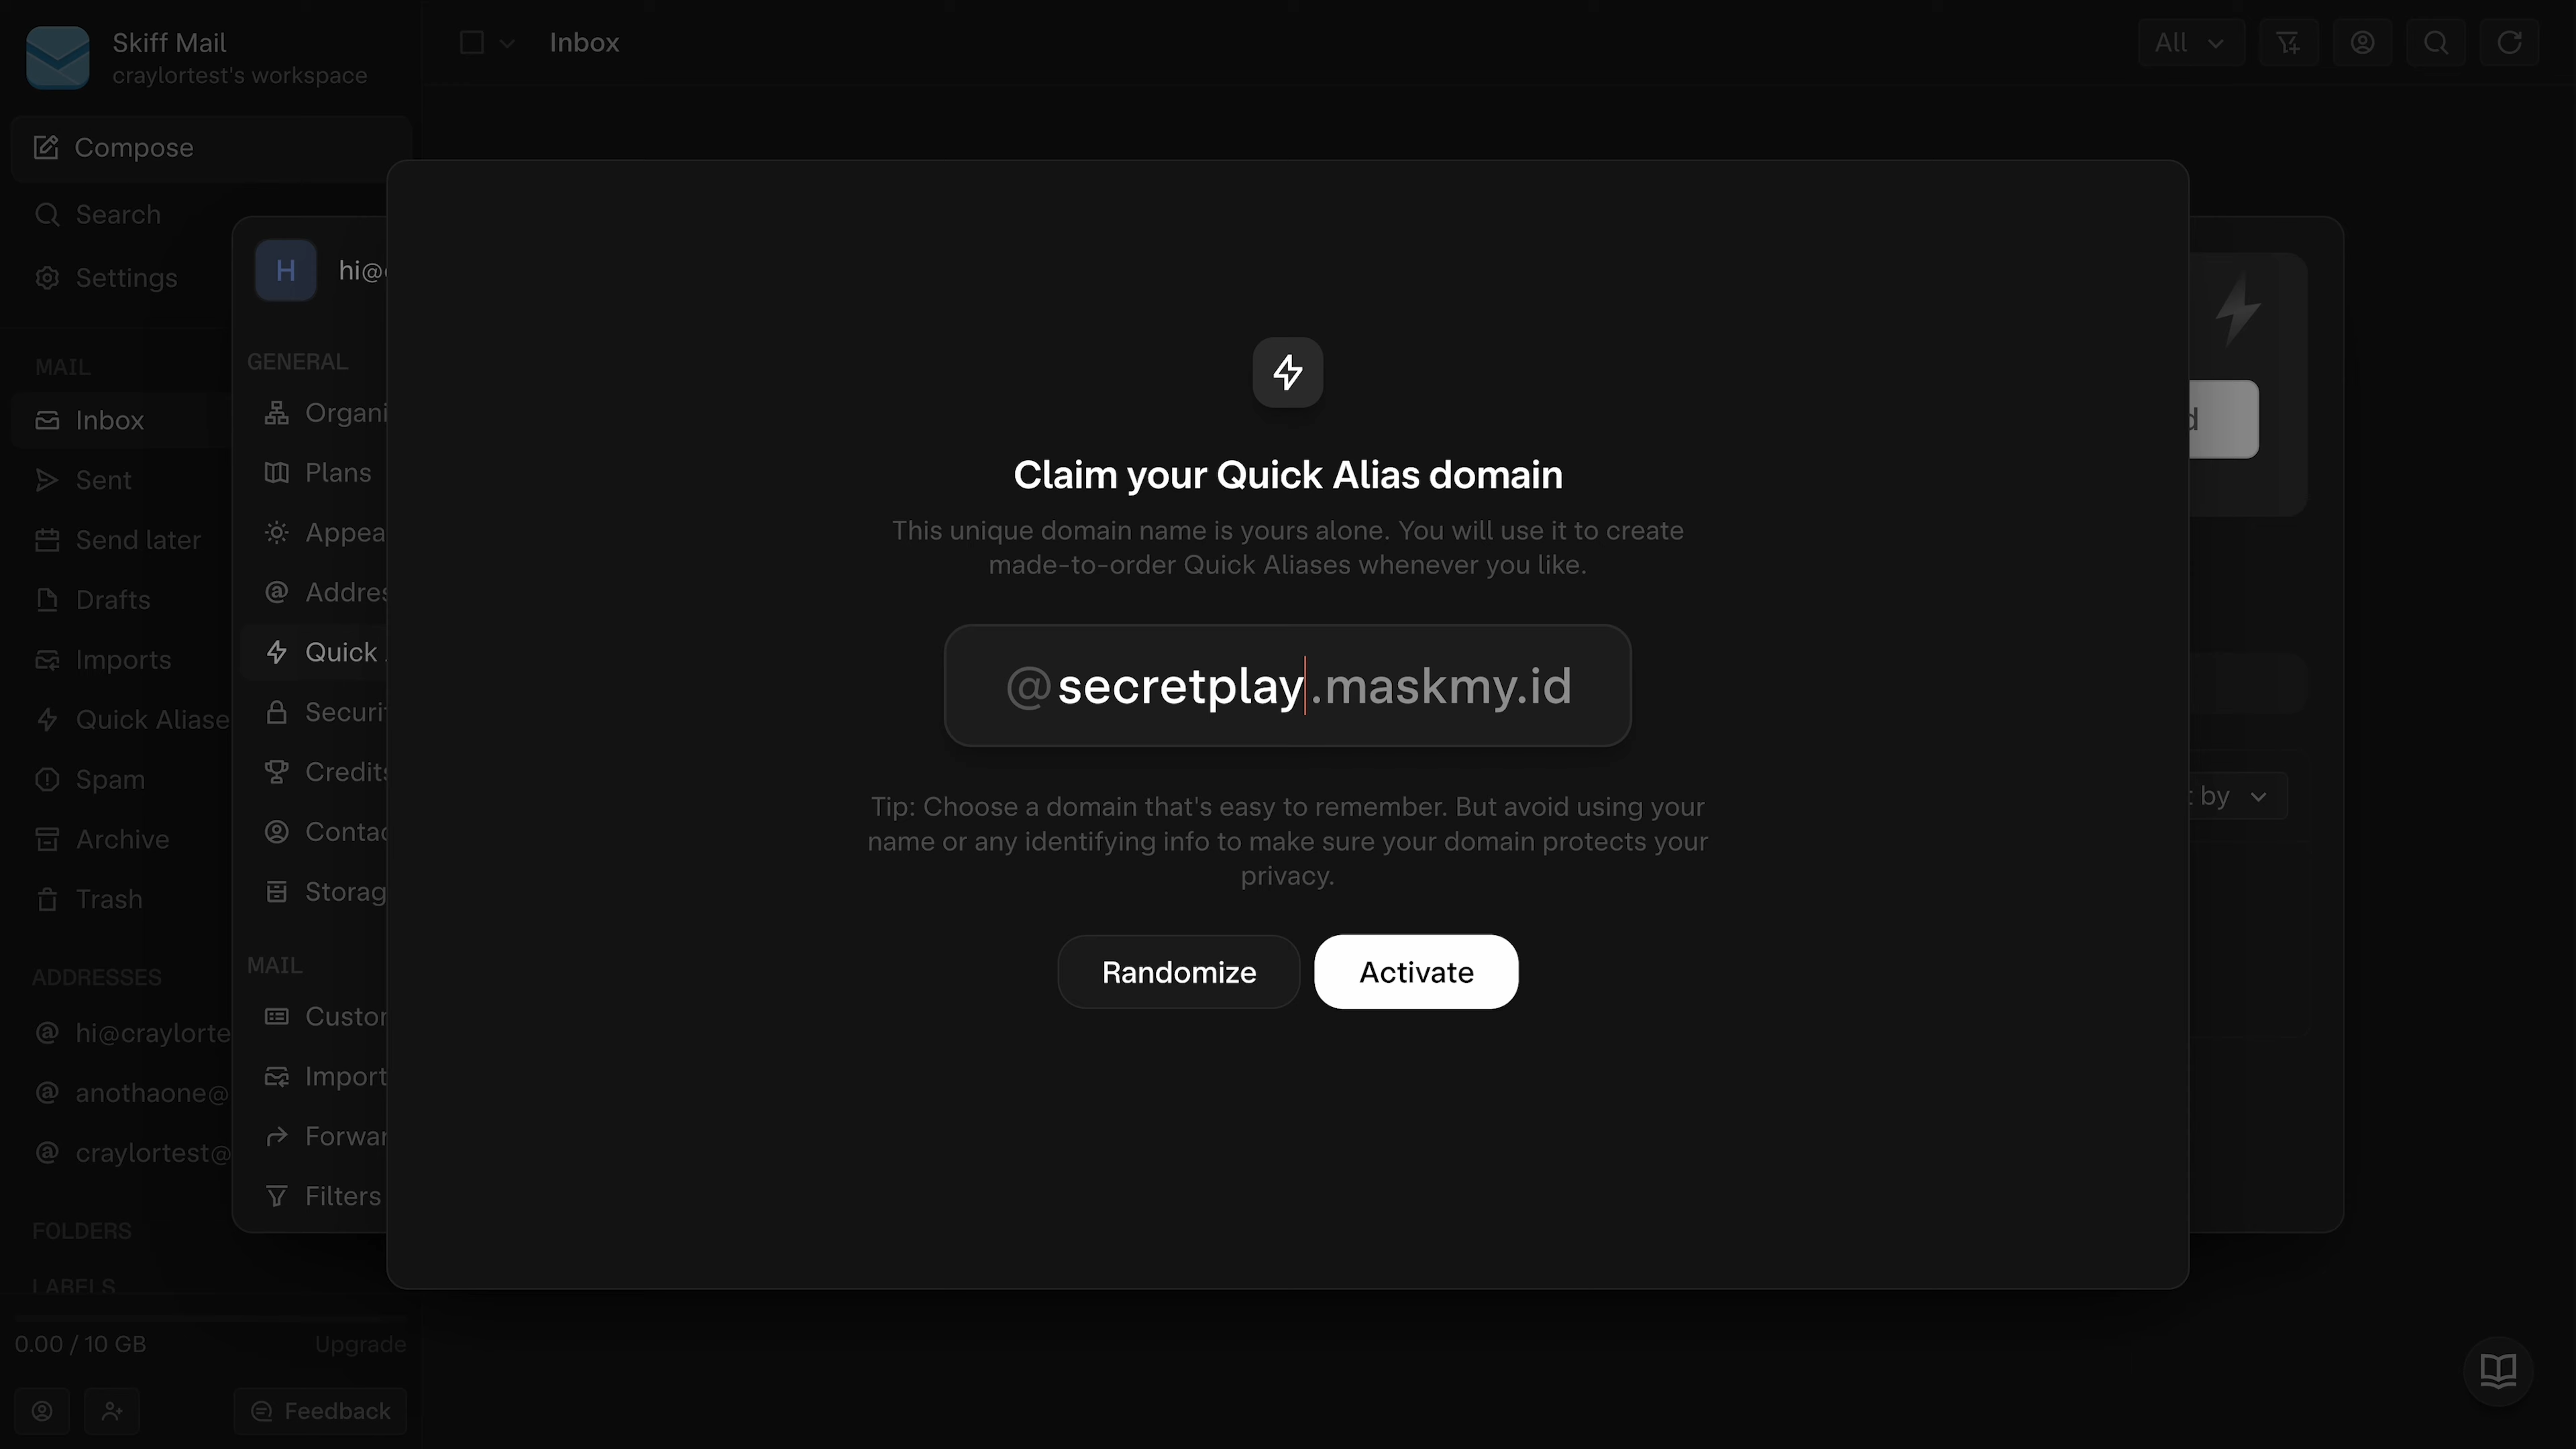 Skiff Mail
craylortest's workspace
Compose
Search
Settings
MAIL
Inbox
Sent
Send later
Drafts
Imports
Quick Aliase
Spam
Archive
Trash
ADDRESSES
hi@craylorte
anothaone@
craylortest@
FOLDERS
LABELS
0.00 / 10 GB
Upgrade
Feedback
Inbox
All
H
hi@
GENERAL
Organi
Plans
Appea
Addres
Quick
Securi
Credits
Contac
Storag
MAIL
Custor
Import
Forwar
Filters
Claim your Quick Alias domain
This unique domain name is yours alone. You will use it to create
made-to-order Quick Aliases whenever you like.
@secretplay.maskmy.id
Tip: Choose a domain that's easy to remember. But avoid using your
name or any identifying info to make sure your domain protects your
privacy.
Randomize
Activate
d
t by